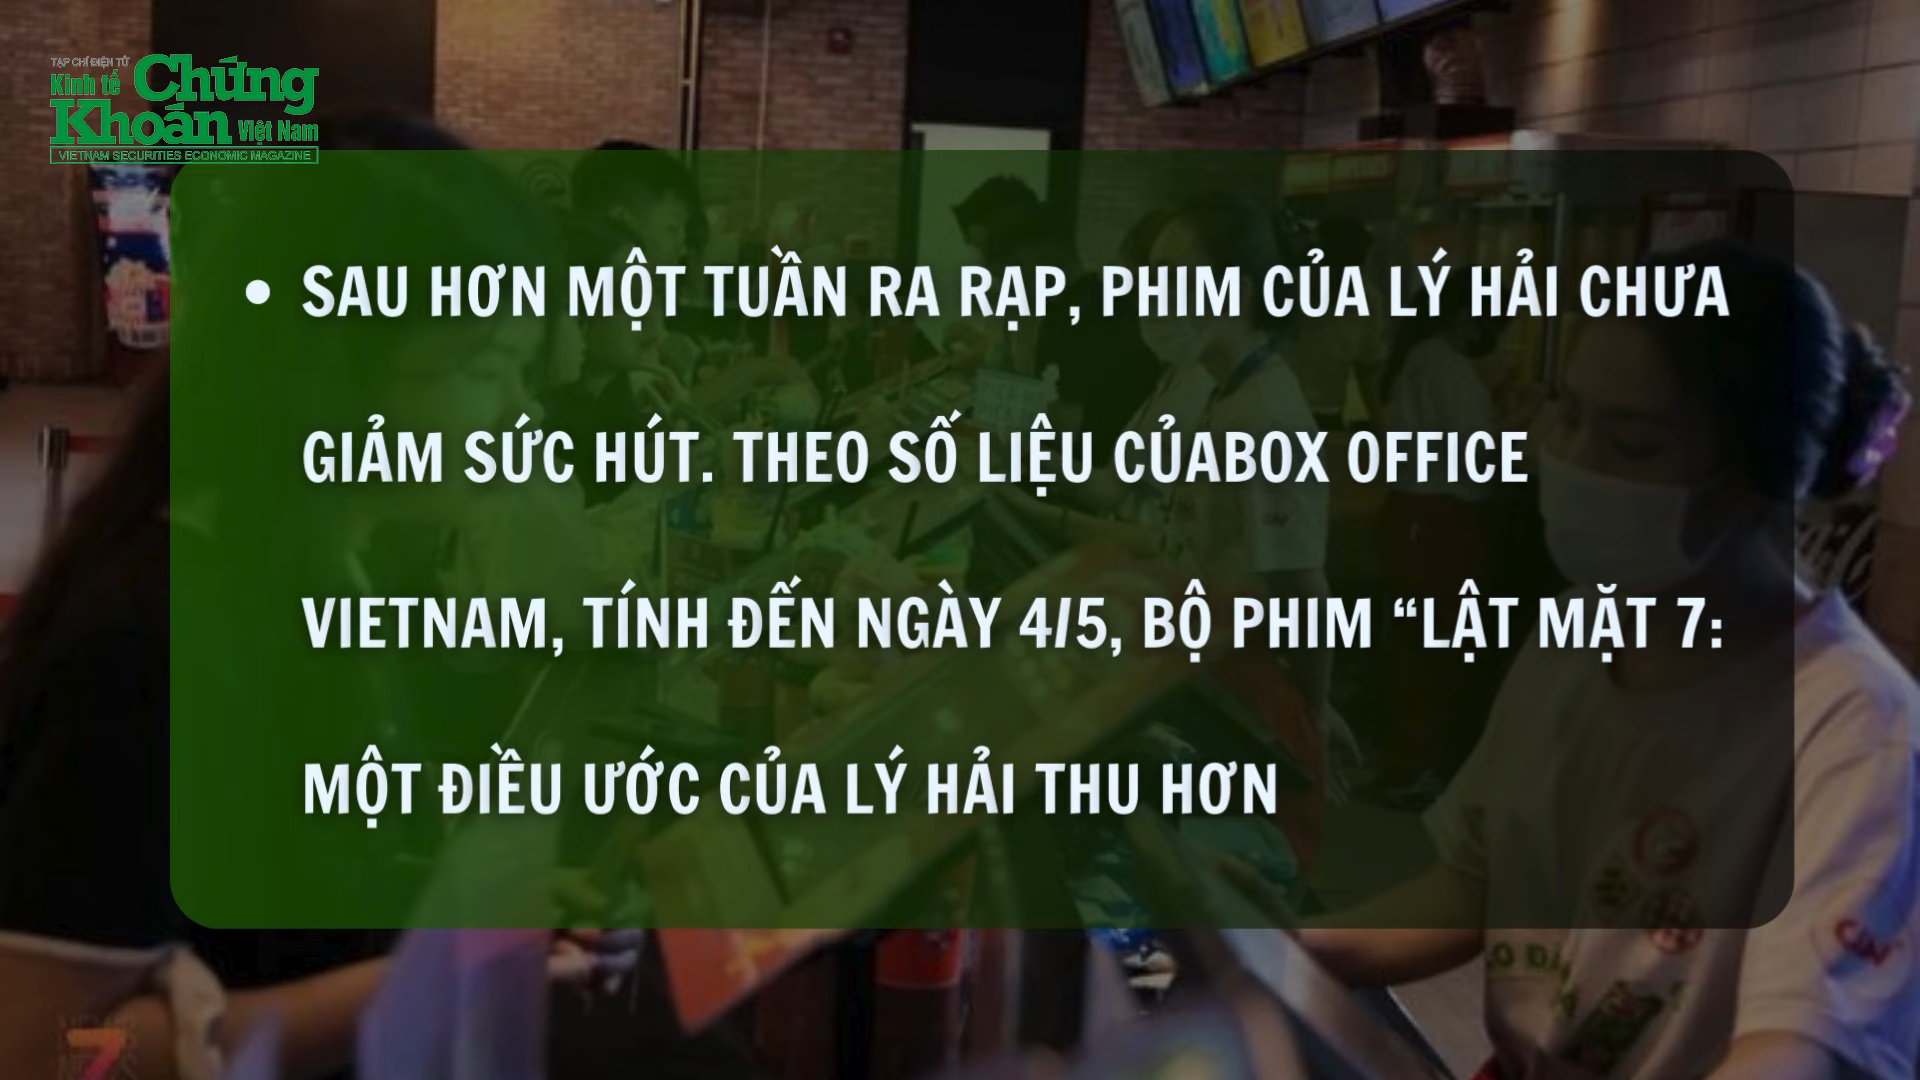 TẠP CHÍ ĐIỆN TỬ
Kinh tế Chứng
Khoán Việt Nam
VIETNAM SECURITIES ECONOMIC MAGAZINE
• SAU HƠN MỘT TUẦN RA RẠP, PHIM CỦA LÝ HẢI CHƯA
GIẢM SỨC HÚT. THEO SỐ LIỆU CỦABOX OFFICE
VIETNAM, TÍNH ĐẾN NGÀY 4/5, BỘ PHIM “LẬT MẶT 7:
MỘT ĐIỀU ƯỚC CỦA LÝ HẢI THU HƠN
7